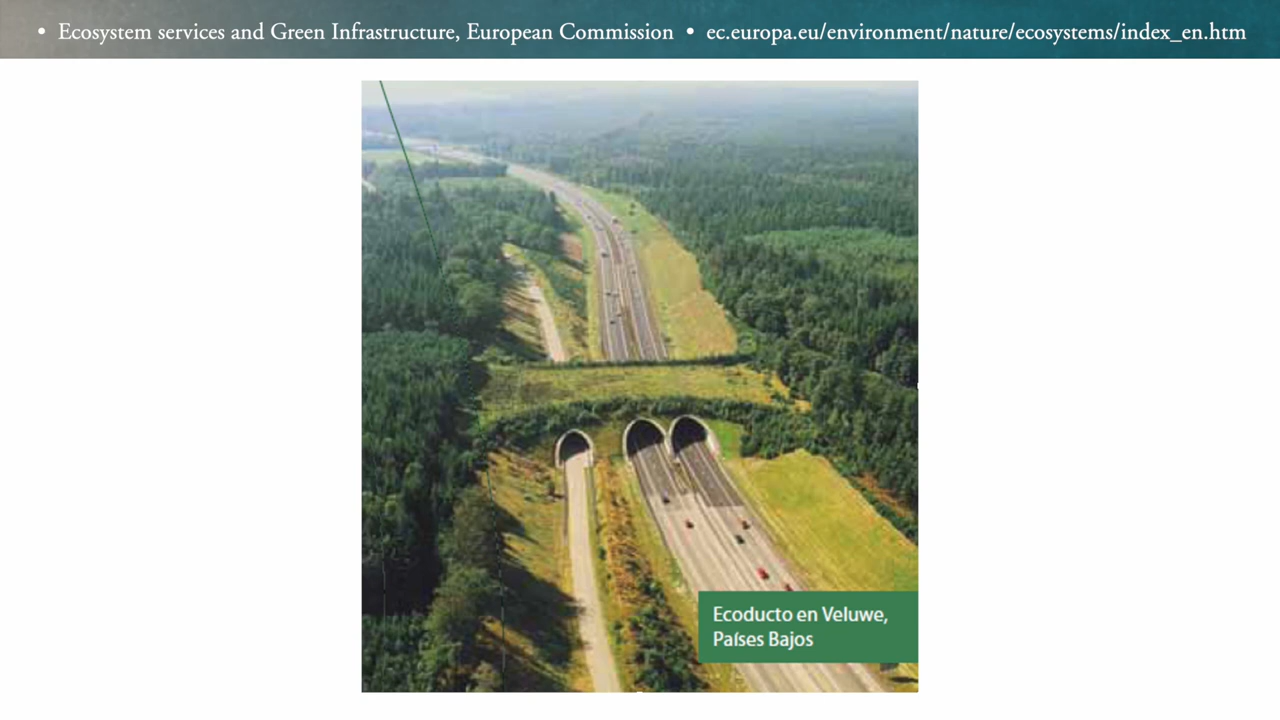 • Ecosystem services and Green Infrastructure, European Commission • ec.europa.eu/environment/nature/ecosystems/index_en.htm
Ecoducto en Veluwe,
Países Bajos